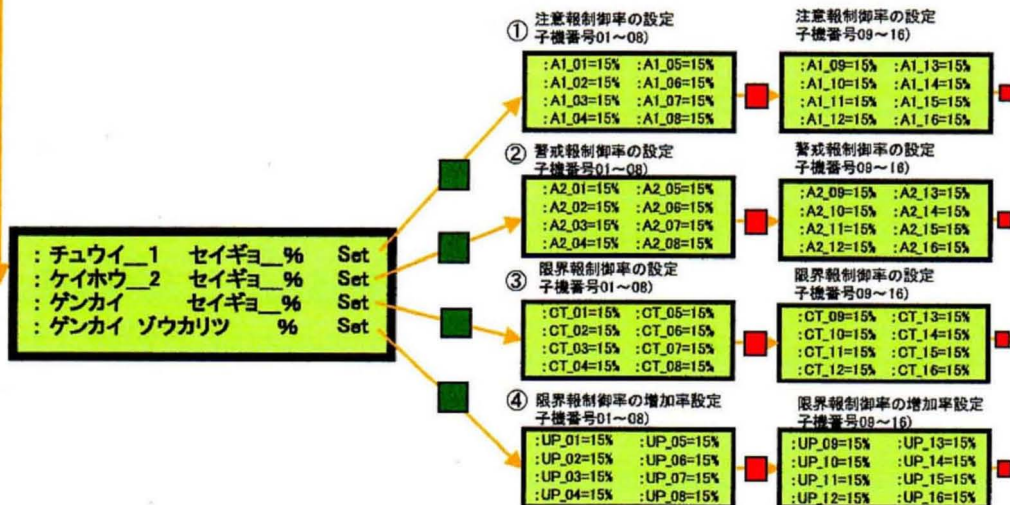 : チュウイ__1 セイギョ__% Set
: ケイホウ__2 セイギョ__% Set
: ゲンカイ セイギョ__% Set
: ゲンカイ ゾウカリツ % Set
① 注意報制御率の設定
子機番号01～08)
:A1_01=15% :A1_05=15%
:A1_02=15% :A1_06=15%
:A1_03=15% :A1_07=15%
:A1_04=15% :A1_08=15%
注意報制御率の設定
子機番号09～16)
:A1_09=15% :A1_13=15%
:A1_10=15% :A1_14=15%
:A1_11=15% :A1_15=15%
:A1_12=15% :A1_16=15%
② 警戒報制御率の設定
子機番号01～08)
:A2_01=15% :A2_05=15%
:A2_02=15% :A2_06=15%
:A2_03=15% :A2_07=15%
:A2_04=15% :A2_08=15%
警戒報制御率の設定
子機番号09～16)
:A2_09=15% :A2_13=15%
:A2_10=15% :A2_14=15%
:A2_11=15% :A2_15=15%
:A2_12=15% :A2_16=15%
③ 限界報制御率の設定
子機番号01～08)
:CT_01=15% :CT_05=15%
:CT_02=15% :CT_06=15%
:CT_03=15% :CT_07=15%
:CT_04=15% :CT_08=15%
限界報制御率の設定
子機番号09～16)
:CT_09=15% :CT_13=15%
:CT_10=15% :CT_14=15%
:CT_11=15% :CT_15=15%
:CT_12=15% :CT_16=15%
④ 限界報制御率の増加率設定
子機番号01～08)
:UP_01=15% :UP_05=15%
:UP_02=15% :UP_06=15%
:UP_03=15% :UP_07=15%
:UP_04=15% :UP_08=15%
限界報制御率の増加率設定
子機番号09～16)
:UP_09=15% :UP_13=15%
:UP_10=15% :UP_14=15%
:UP_11=15% :UP_15=15%
:UP_12=15% :UP_16=15%